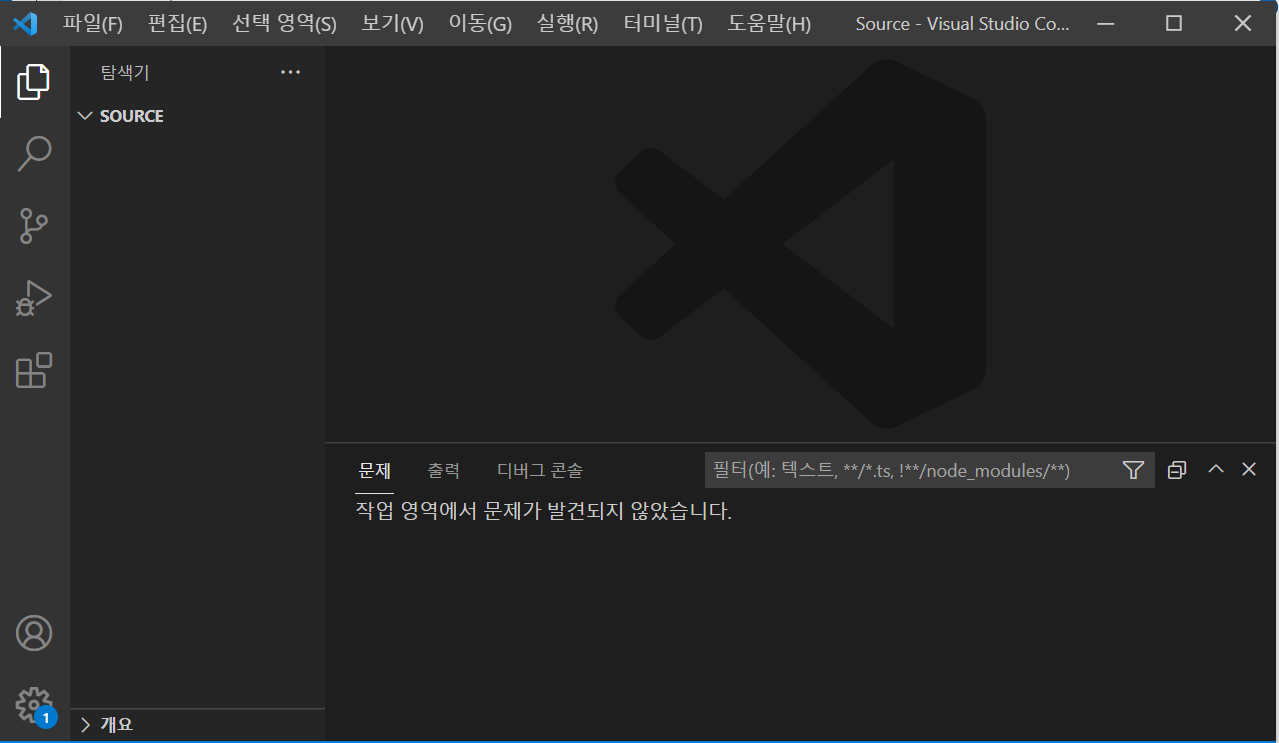 파일(F) 편집(E) 선택 영역(S) 보기(V) 이동(G) 실행(R) 터미널(T) 도움말(H) Source - Visual Studio Co...
탐색기
SOURCE
문제 출력 디버그 콘솔 필터(예: 텍스트, **/*.ts, !**/node_modules/**)
작업 영역에서 문제가 발견되지 않았습니다.
1
개요